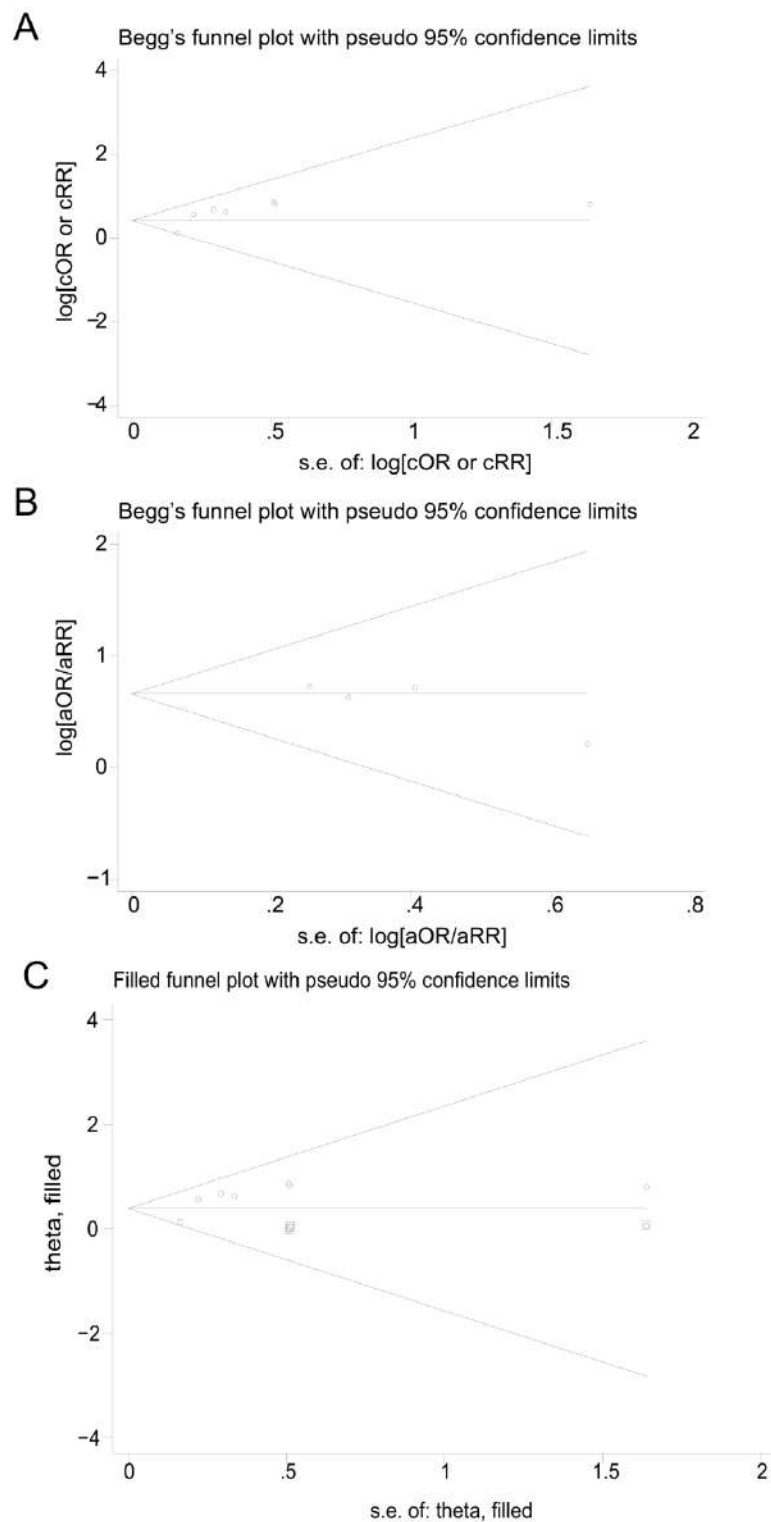 A
Begg's funnel plot with pseudo 95% confidence limits
4
2
0
−2
−4
log[cOR or cRR]
0 .5 1 1.5 2
s.e. of: log[cOR or cRR]
B
Begg's funnel plot with pseudo 95% confidence limits
2
1
0
−1
log[aOR/aRR]
0 .2 .4 .6 .8
s.e. of: log[aOR/aRR]
C
Filled funnel plot with pseudo 95% confidence limits
4
2
0
−2
−4
theta, filled
0 .5 1 1.5 2
s.e. of: theta, filled